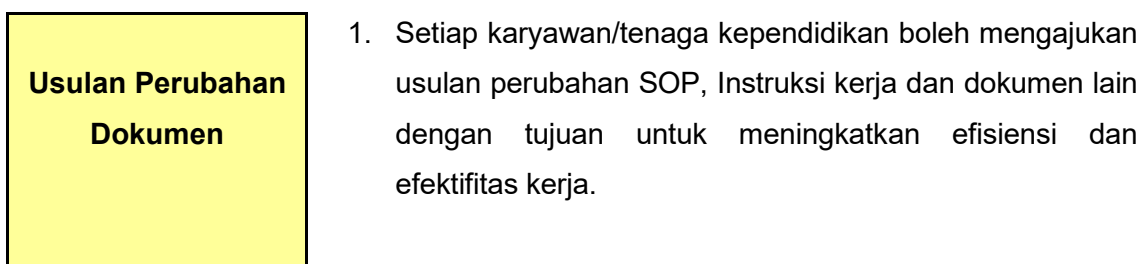 Usulan Perubahan
Dokumen
1. Setiap karyawan/tenaga kependidikan boleh mengajukan
usulan perubahan SOP, Instruksi kerja dan dokumen lain
dengan tujuan untuk meningkatkan efisiensi dan
efektifitas kerja.